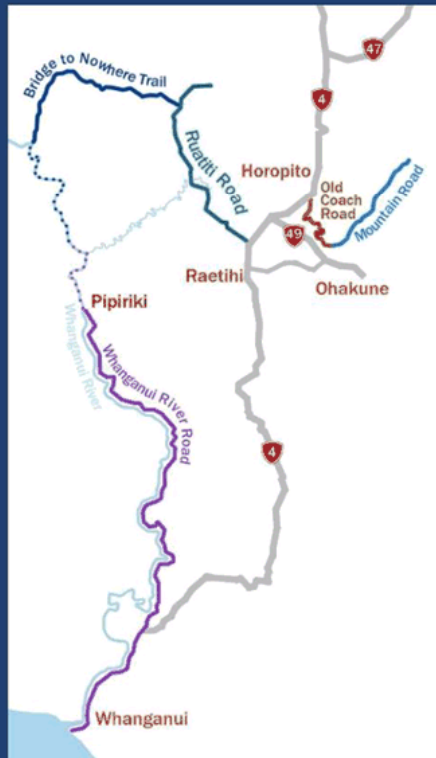 47
Bridge to Nowhere Trail
4
Ruatiti Road
Horopito
Old
Coach
Road
Mountain Road
49
Raetihi
Ohakune
Pipiriki
Whanganui River
Whanganui River Road
4
Whanganui